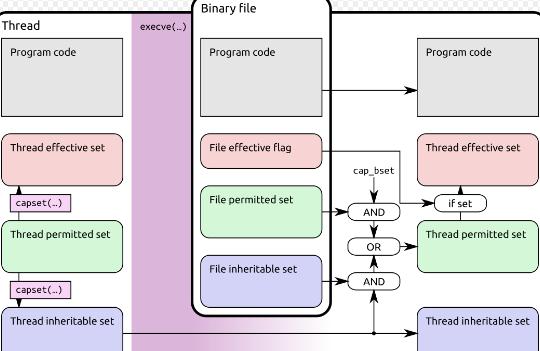 Thread
execve(…)
Binary file
Program code
Program code
Program code
Thread effective set
File effective flag
Thread effective set
cap_bset
capset(…)
File permitted set
AND
if set
Thread permitted set
OR
Thread permitted set
File inheritable set
AND
capset(…)
Thread inheritable set
Thread inheritable set